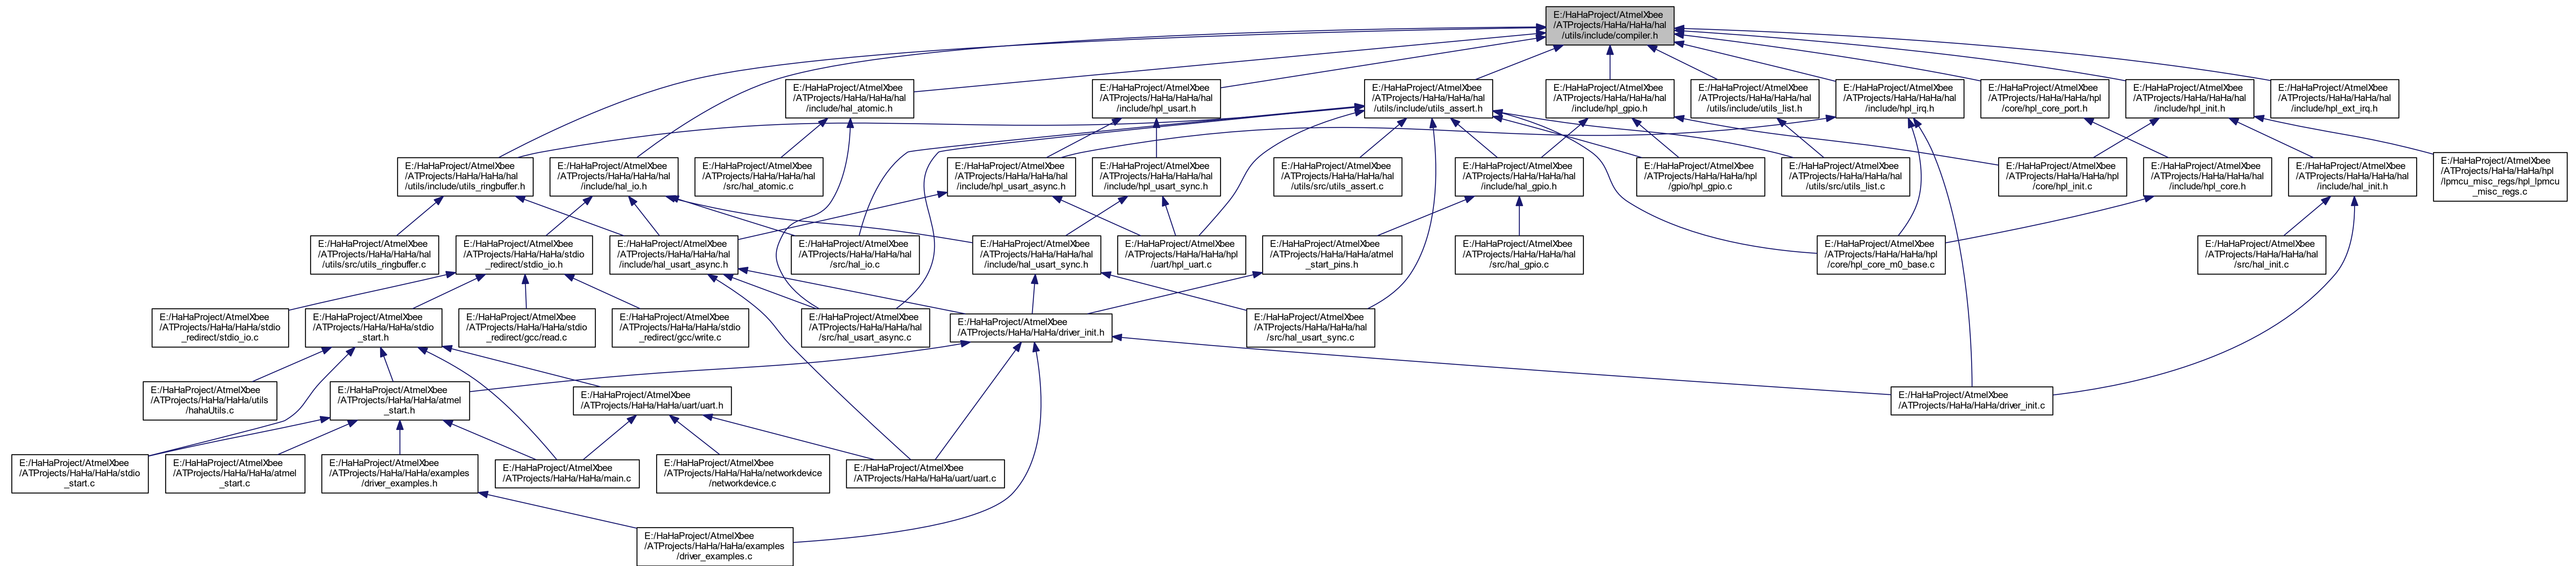 E:/HaHaProject/AtmelXbee
/ATProjects/HaHa/HaHa/hal
/utils/include/compiler.h
E:/HaHaProject/AtmelXbee
/ATProjects/HaHa/HaHa/hal
/include/hal_atomic.h
E:/HaHaProject/AtmelXbee
/ATProjects/HaHa/HaHa/hal
/include/hpl_usart.h
E:/HaHaProject/AtmelXbee
/ATProjects/HaHa/HaHa/hal
/utils/include/utils_assert.h
E:/HaHaProject/AtmelXbee
/ATProjects/HaHa/HaHa/hal
/include/hpl_gpio.h
E:/HaHaProject/AtmelXbee
/ATProjects/HaHa/HaHa/hal
/utils/include/utils_list.h
E:/HaHaProject/AtmelXbee
/ATProjects/HaHa/HaHa/hal
/include/hpl_irq.h
E:/HaHaProject/AtmelXbee
/ATProjects/HaHa/HaHa/hpl
/core/hpl_core_port.h
E:/HaHaProject/AtmelXbee
/ATProjects/HaHa/HaHa/hal
/include/hpl_init.h
E:/HaHaProject/AtmelXbee
/ATProjects/HaHa/HaHa/hal
/include/hpl_ext_irq.h
E:/HaHaProject/AtmelXbee
/ATProjects/HaHa/HaHa/hal
/utils/include/utils_ringbuffer.h
E:/HaHaProject/AtmelXbee
/ATProjects/HaHa/HaHa/hal
/include/hal_io.h
E:/HaHaProject/AtmelXbee
/ATProjects/HaHa/HaHa/hal
/src/hal_atomic.c
E:/HaHaProject/AtmelXbee
/ATProjects/HaHa/HaHa/hal
/include/hpl_usart_async.h
E:/HaHaProject/AtmelXbee
/ATProjects/HaHa/HaHa/hal
/include/hpl_usart_sync.h
E:/HaHaProject/AtmelXbee
/ATProjects/HaHa/HaHa/hal
/utils/src/utils_assert.c
E:/HaHaProject/AtmelXbee
/ATProjects/HaHa/HaHa/hal
/include/hal_gpio.h
E:/HaHaProject/AtmelXbee
/ATProjects/HaHa/HaHa/hpl
/gpio/hpl_gpio.c
E:/HaHaProject/AtmelXbee
/ATProjects/HaHa/HaHa/hal
/utils/src/utils_list.c
E:/HaHaProject/AtmelXbee
/ATProjects/HaHa/HaHa/hpl
/core/hpl_init.c
E:/HaHaProject/AtmelXbee
/ATProjects/HaHa/HaHa/hal
/include/hpl_core.h
E:/HaHaProject/AtmelXbee
/ATProjects/HaHa/HaHa/hal
/include/hal_init.h
E:/HaHaProject/AtmelXbee
/ATProjects/HaHa/HaHa/hpl
/lpmcu_misc_regs/hpl_lpmcu
_misc_regs.c
E:/HaHaProject/AtmelXbee
/ATProjects/HaHa/HaHa/hal
/utils/src/utils_ringbuffer.c
E:/HaHaProject/AtmelXbee
/ATProjects/HaHa/HaHa/stdio
_redirect/stdio_io.h
E:/HaHaProject/AtmelXbee
/ATProjects/HaHa/HaHa/hal
/include/hal_usart_async.h
E:/HaHaProject/AtmelXbee
/ATProjects/HaHa/HaHa/hal
/src/hal_io.c
E:/HaHaProject/AtmelXbee
/ATProjects/HaHa/HaHa/hal
/include/hal_usart_sync.h
E:/HaHaProject/AtmelXbee
/ATProjects/HaHa/HaHa/hpl
/uart/hpl_uart.c
E:/HaHaProject/AtmelXbee
/ATProjects/HaHa/HaHa/atmel
_start_pins.h
E:/HaHaProject/AtmelXbee
/ATProjects/HaHa/HaHa/hal
/src/hal_gpio.c
E:/HaHaProject/AtmelXbee
/ATProjects/HaHa/HaHa/hpl
/core/hpl_core_m0_base.c
E:/HaHaProject/AtmelXbee
/ATProjects/HaHa/HaHa/hal
/src/hal_init.c
E:/HaHaProject/AtmelXbee
/ATProjects/HaHa/HaHa/stdio
_redirect/stdio_io.c
E:/HaHaProject/AtmelXbee
/ATProjects/HaHa/HaHa/stdio
_start.h
E:/HaHaProject/AtmelXbee
/ATProjects/HaHa/HaHa/stdio
_redirect/gcc/read.c
E:/HaHaProject/AtmelXbee
/ATProjects/HaHa/HaHa/stdio
_redirect/gcc/write.c
E:/HaHaProject/AtmelXbee
/ATProjects/HaHa/HaHa/hal
/src/hal_usart_async.c
E:/HaHaProject/AtmelXbee
/ATProjects/HaHa/HaHa/driver_init.h
E:/HaHaProject/AtmelXbee
/ATProjects/HaHa/HaHa/hal
/src/hal_usart_sync.c
E:/HaHaProject/AtmelXbee
/ATProjects/HaHa/HaHa/utils
/hahaUtils.c
E:/HaHaProject/AtmelXbee
/ATProjects/HaHa/HaHa/atmel
_start.h
E:/HaHaProject/AtmelXbee
/ATProjects/HaHa/HaHa/uart/uart.h
E:/HaHaProject/AtmelXbee
/ATProjects/HaHa/HaHa/driver_init.c
E:/HaHaProject/AtmelXbee
/ATProjects/HaHa/HaHa/stdio
_start.c
E:/HaHaProject/AtmelXbee
/ATProjects/HaHa/HaHa/atmel
_start.c
E:/HaHaProject/AtmelXbee
/ATProjects/HaHa/HaHa/examples
/driver_examples.h
E:/HaHaProject/AtmelXbee
/ATProjects/HaHa/HaHa/main.c
E:/HaHaProject/AtmelXbee
/ATProjects/HaHa/HaHa/networkdevice
/networkdevice.c
E:/HaHaProject/AtmelXbee
/ATProjects/HaHa/HaHa/uart/uart.c
E:/HaHaProject/AtmelXbee
/ATProjects/HaHa/HaHa/examples
/driver_examples.c